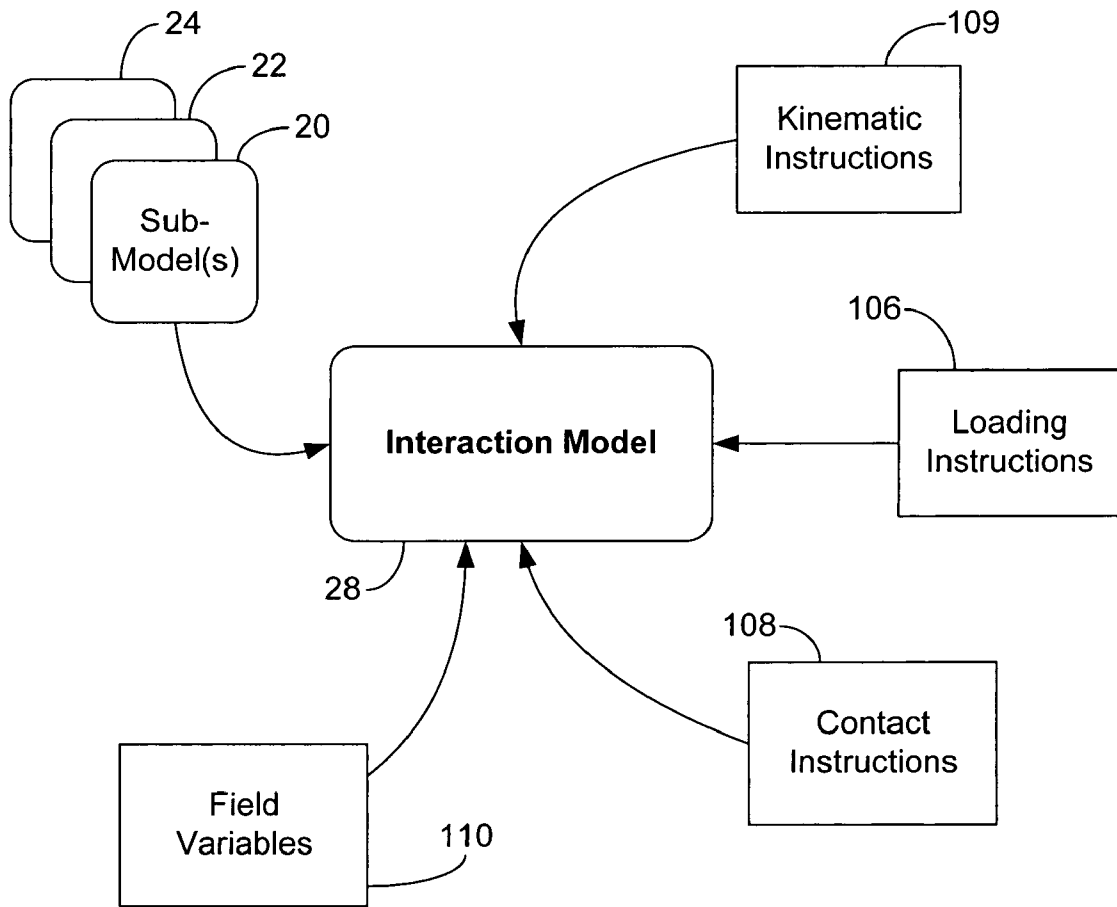 24
22
20
Sub-
Model(s)
109
Kinematic
Instructions
106
Loading
Instructions
Interaction Model
28
108
Contact
Instructions
Field
Variables
110